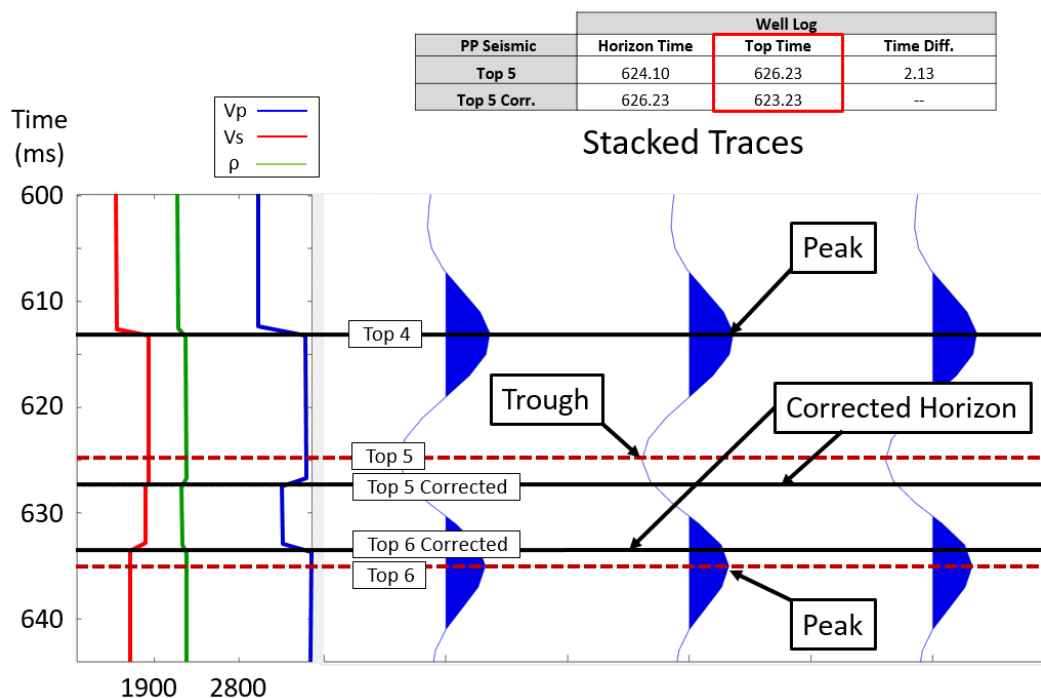 Well Log
PP Seismic Horizon Time Top Time Time Diff.
Top 5 624.10 626.23 2.13
Top 5 Corr. 626.23 623.23 --
Vp
Vs
ρ
Time
(ms)
Stacked Traces
600
Peak
610
Top 4
620
Trough
Corrected Horizon
Top 5
Top 5 Corrected
630
Top 6 Corrected
Top 6
640
Peak
1900 2800